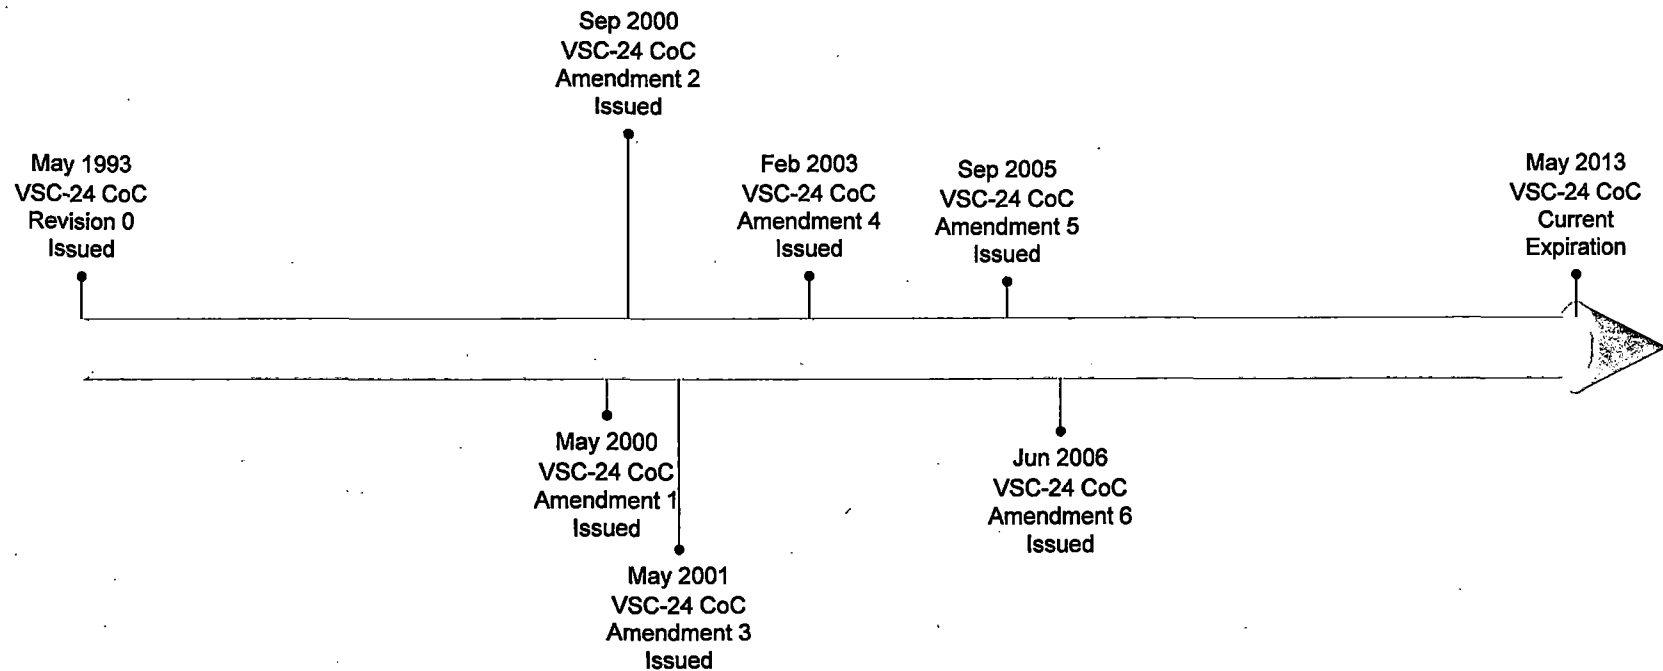 Sep 2000
VSC-24 CoC
Amendment 2
Issued
May 1993
VSC-24 CoC
Revision 0
Issued
Feb 2003
VSC-24 CoC
Amendment 4
Issued
Sep 2005
VSC-24 CoC
Amendment 5
Issued
May 2013
VSC-24 CoC
Current
Expiration
May 2000
VSC-24 CoC
Amendment 1
Issued
May 2001
VSC-24 CoC
Amendment 3
Issued
Jun 2006
VSC-24 CoC
Amendment 6
Issued